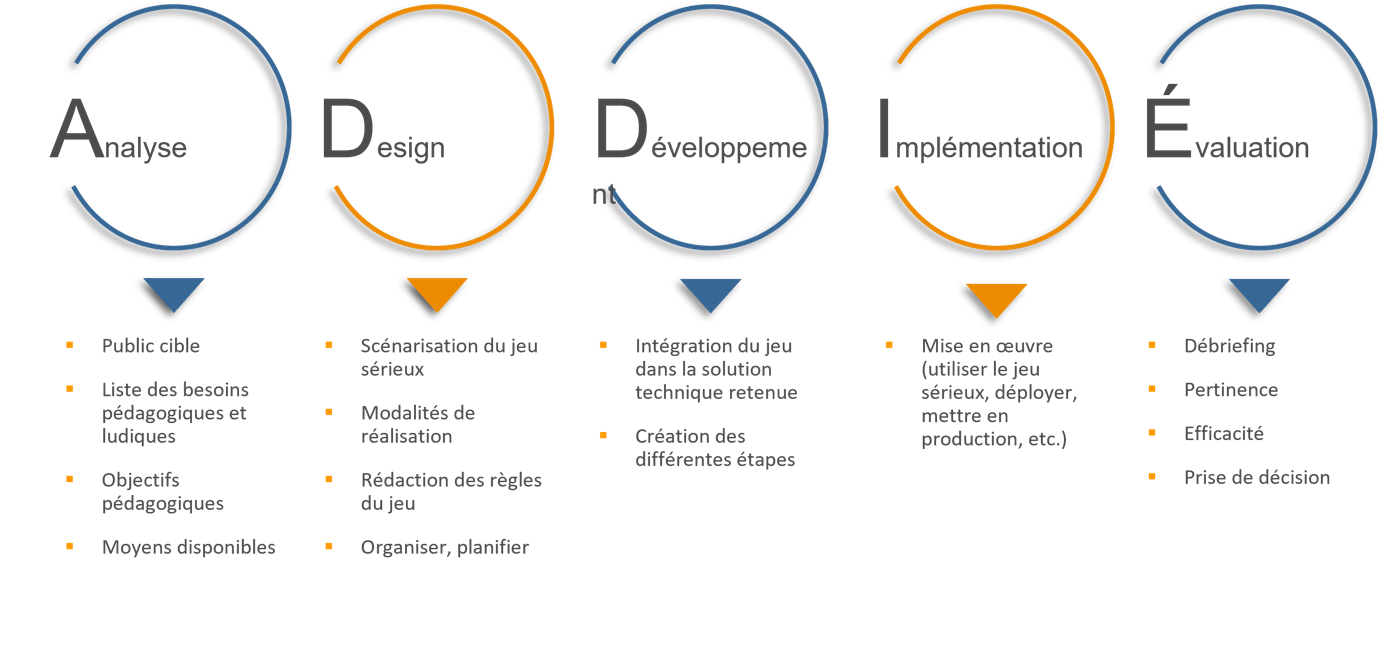 Analyse
Design
Développeme
nt
Implémentation
Évaluation
▪ Public cible
▪ Liste des besoins
pédagogiques et
ludiques
▪ Objectifs
pédagogiques
▪ Moyens disponibles
▪ Scénarisation du jeu
sérieux
▪ Modalités de
réalisation
▪ Rédaction des règles
du jeu
▪ Organiser, planifier
▪ Intégration du jeu
dans la solution
technique retenue
▪ Création des
différentes étapes
▪ Mise en œuvre
(utiliser le jeu
sérieux, déployer,
mettre en
production, etc.)
▪ Débriefing
▪ Pertinence
▪ Efficacité
▪ Prise de décision